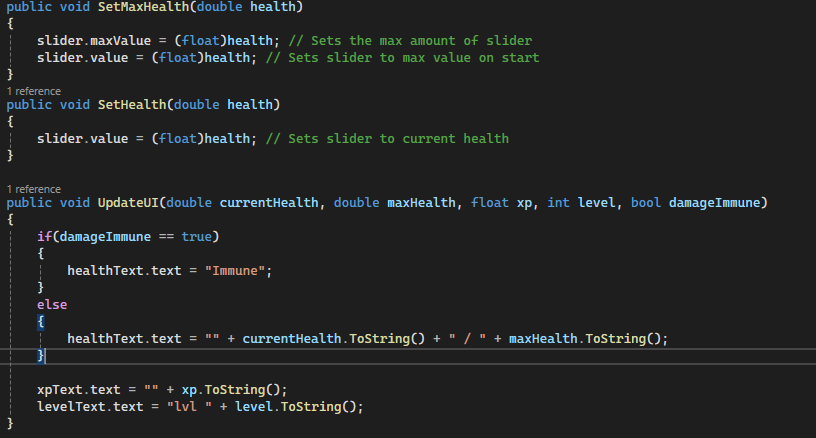 public void SetMaxHealth(double health)
{
    slider.maxValue = (float)health; // Sets the max amount of slider
    slider.value = (float)health; // Sets slider to max value on start
}
1 reference
public void SetHealth(double health)
{
    slider.value = (float)health; // Sets slider to current health
}
1 reference
public void UpdateUI(double currentHealth, double maxHealth, float xp, int level, bool damageImmune)
{
    if(damageImmune == true)
    {
        healthText.text = "Immune";
    }
    else
    {
        healthText.text = "" + currentHealth.ToString() + " / " + maxHealth.ToString();
    }
    xpText.text = "" + xp.ToString();
    levelText.text = "lvl " + level.ToString();
}